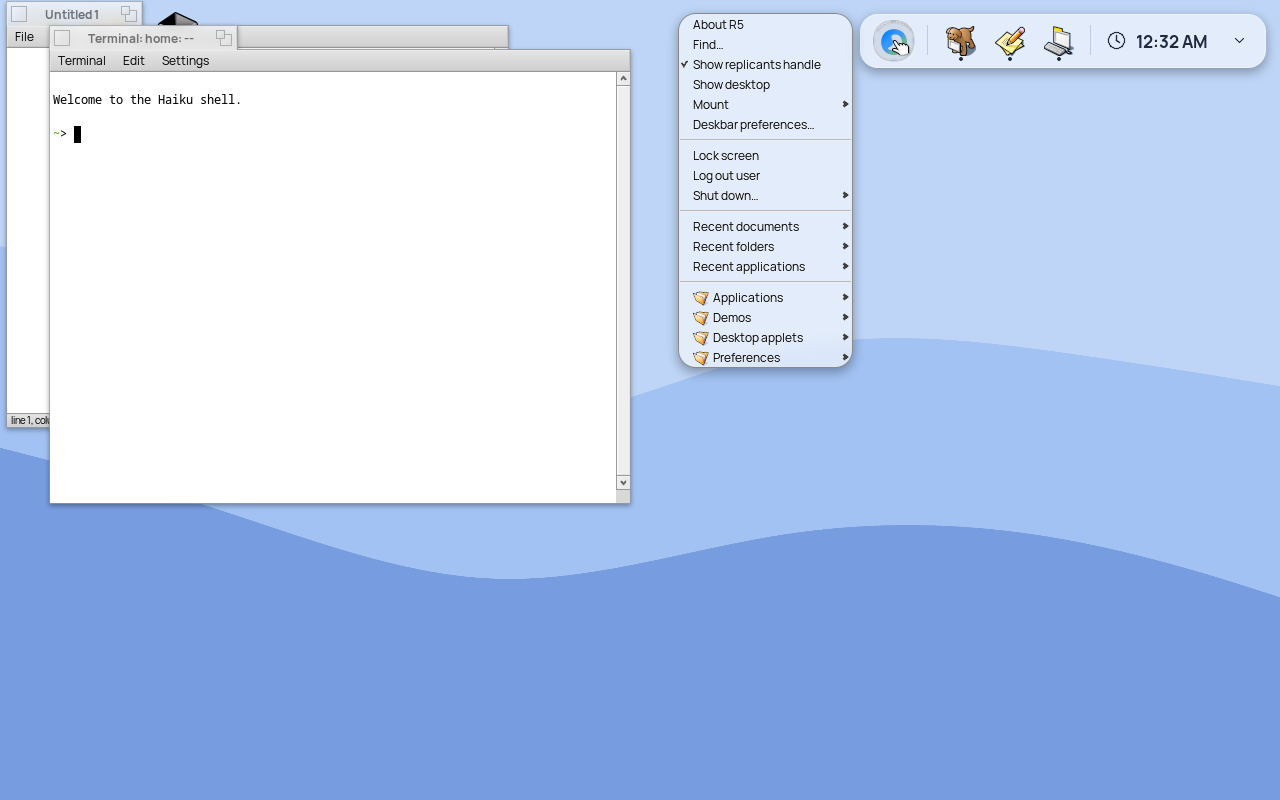 Untitled 1
File
Terminal: home: --
Terminal Edit Settings
Welcome to the Haiku shell.
~>
line 1, col
About R5
Find…
Show replicants handle
Show desktop
Mount
Deskbar preferences…
Lock screen
Log out user
Shut down…
Recent documents
Recent folders
Recent applications
Applications
Demos
Desktop applets
Preferences
12:32 AM